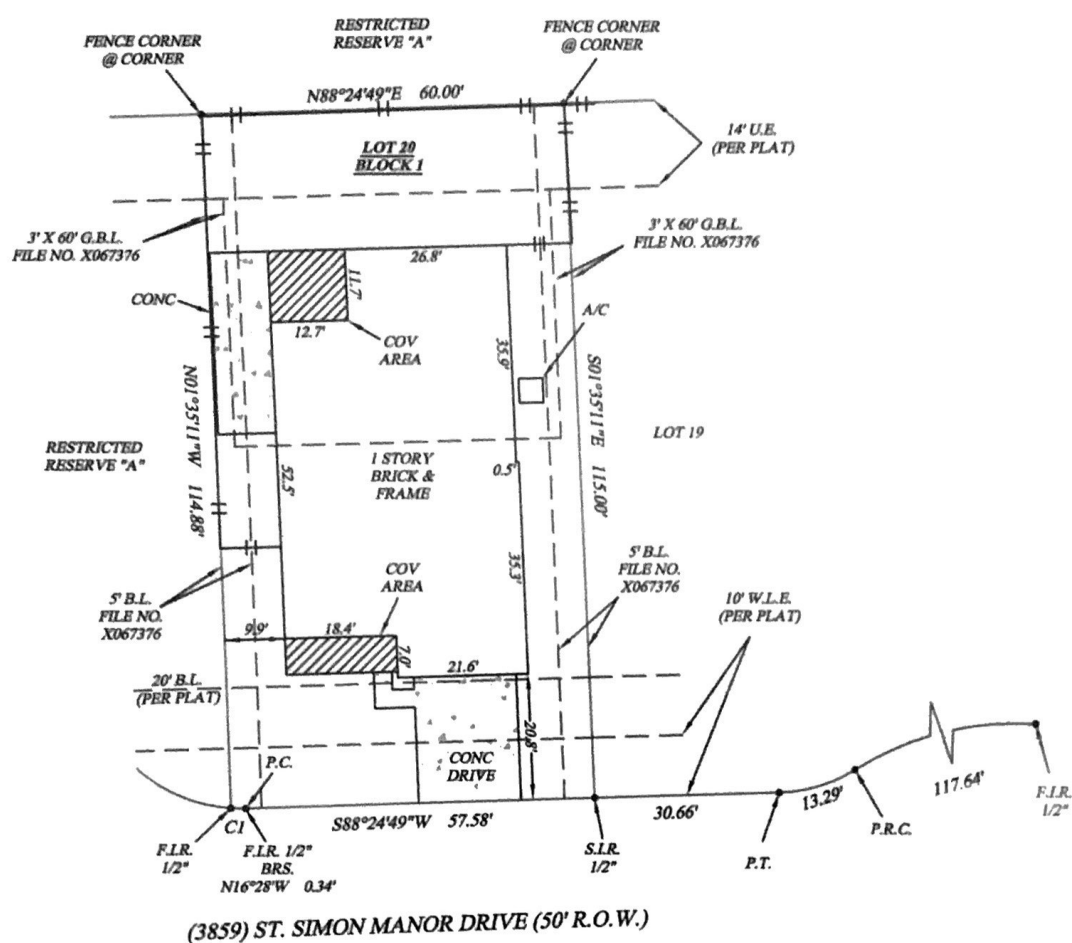 RESTRICTED
RESERVE "A"
FENCE CORNER
@ CORNER
FENCE CORNER
@ CORNER
N88°24'49"E 60.00'
LOT 20
BLOCK 1
14' U.E.
(PER PLAT)
3' X 60' G.B.L.
FILE NO. X067376
3' X 60' G.B.L.
FILE NO. X067376
26.8'
11.7'
CONC
12.7'
COV
AREA
A/C
35.9'
N01°35'11"W 114.88'
S01°35'11"E 115.00'
LOT 19
RESTRICTED
RESERVE "A"
1 STORY
BRICK &
FRAME
0.5'
52.5'
35.3'
COV
AREA
5' B.L.
FILE NO.
X067376
5' B.L.
FILE NO.
X067376
10' W.L.E.
(PER PLAT)
9.9'
18.4'
7.0'
21.6'
20' B.L.
(PER PLAT)
20.8'
CONC
DRIVE
P.C.
C1
S88°24'49"W 57.58'
30.66'
13.29'
117.64'
F.I.R.
1/2"
F.I.R. 1/2"
BRS.
N16°28'W 0.34'
S.I.R.
1/2"
P.T.
P.R.C.
F.I.R.
1/2"
(3859) ST. SIMON MANOR DRIVE (50' R.O.W.)